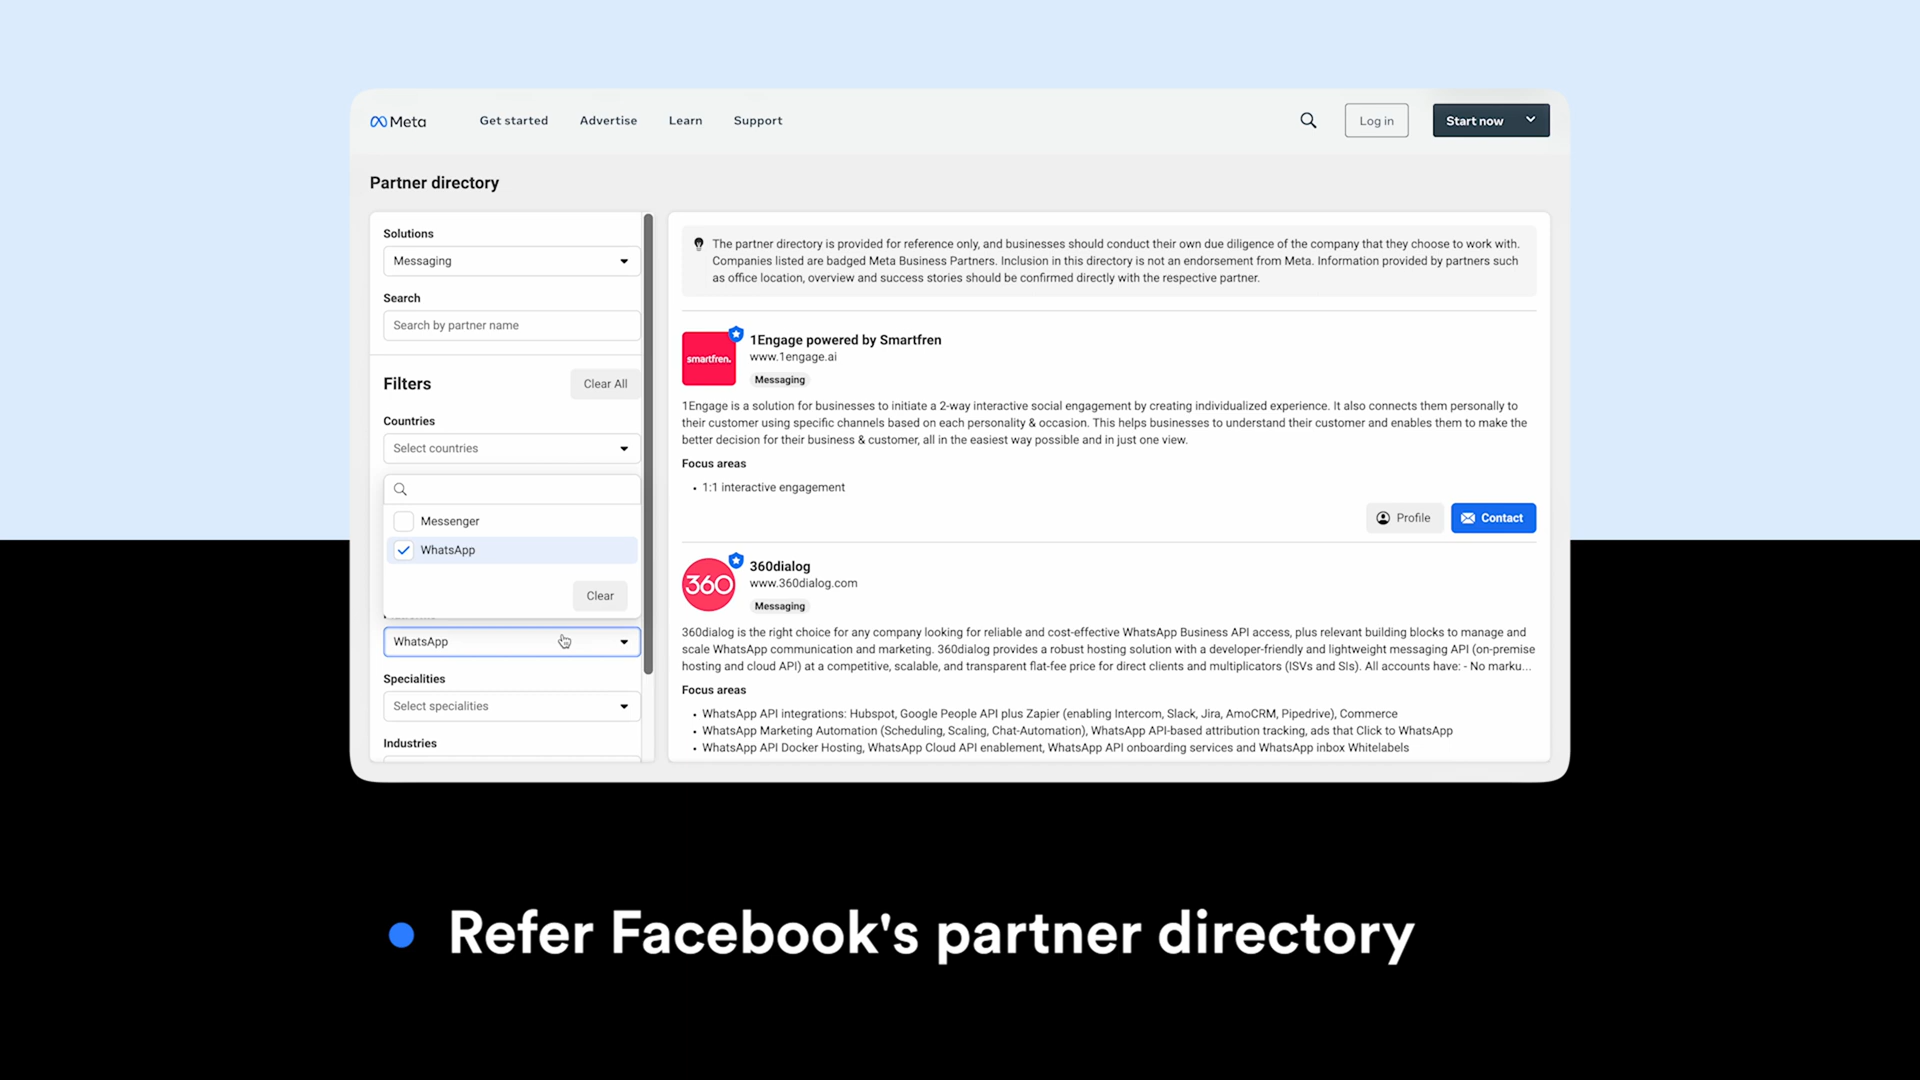 Meta
Get started
Advertise
Learn
Support
Log in
Start now
Partner directory
Solutions
Messaging
Search
Search by partner name
Filters
Clear All
Countries
Select countries
Messenger
WhatsApp
Clear
WhatsApp
Specialities
Select specialities
Industries
The partner directory is provided for reference only, and businesses should conduct their own due diligence of the company that they choose to work with.
Companies listed are badged Meta Business Partners. Inclusion in this directory is not an endorsement from Meta. Information provided by partners such
as office location, overview and success stories should be confirmed directly with the respective partner.
smartfren.
1Engage powered by Smartfren
www.1engage.ai
Messaging
1Engage is a solution for businesses to initiate a 2-way interactive social engagement by creating individualized experience. It also connects them personally to
their customer using specific channels based on each personality & occasion. This helps businesses to understand their customer and enables them to make the
better decision for their business & customer, all in the easiest way possible and in just one view.
Focus areas
• 1:1 interactive engagement
Profile
Contact
360
360dialog
www.360dialog.com
Messaging
360dialog is the right choice for any company looking for reliable and cost-effective WhatsApp Business API access, plus relevant building blocks to manage and
scale WhatsApp communication and marketing. 360dialog provides a robust hosting solution with a developer-friendly and lightweight messaging API (on-premise
hosting and cloud API) at a competitive, scalable, and transparent flat-fee price for direct clients and multiplicators (ISVs and SIs). All accounts have: - No marku...
Focus areas
• WhatsApp API integrations: Hubspot, Google People API plus Zapier (enabling Intercom, Slack, Jira, AmoCRM, Pipedrive), Commerce
• WhatsApp Marketing Automation (Scheduling, Scaling, Chat-Automation), WhatsApp API-based attribution tracking, ads that Click to WhatsApp
• WhatsApp API Docker Hosting, WhatsApp Cloud API enablement, WhatsApp API onboarding services and WhatsApp inbox Whitelabels
• Refer Facebook's partner directory